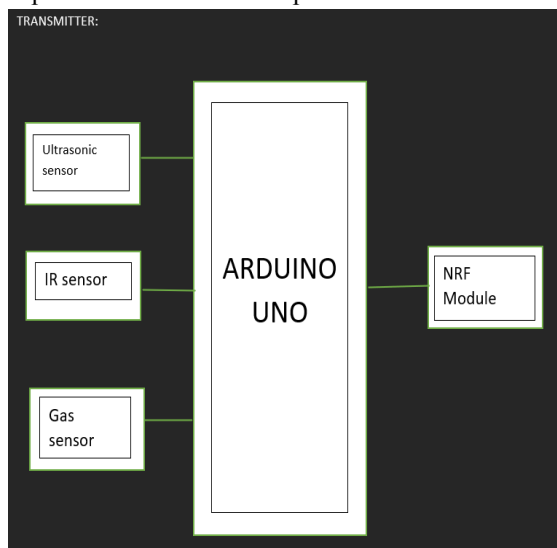 TRANSMITTER:
Ultrasonic
sensor
IR sensor
Gas
sensor
ARDUINO
UNO
NRF
Module